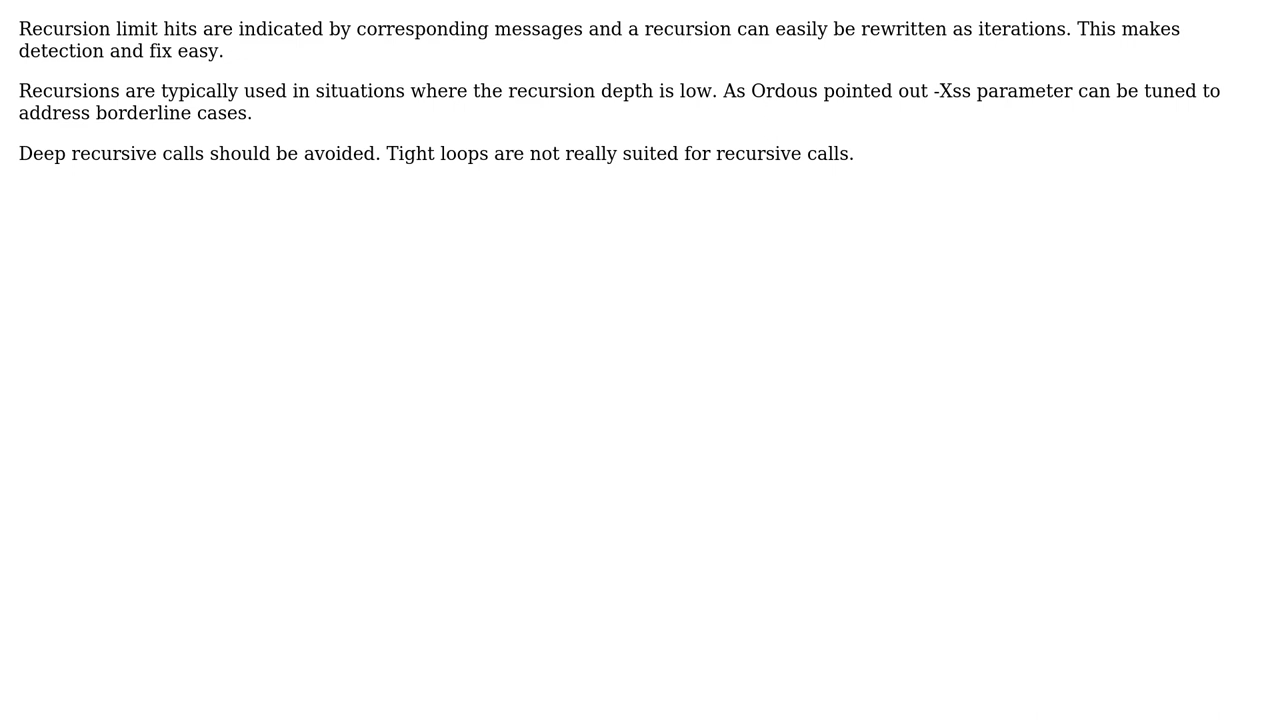 Recursion limit hits are indicated by corresponding messages and a recursion can easily be rewritten as iterations. This makes
detection and fix easy.
Recursions are typically used in situations where the recursion depth is low. As Ordous pointed out -Xss parameter can be tuned to
address borderline cases.
Deep recursive calls should be avoided. Tight loops are not really suited for recursive calls.